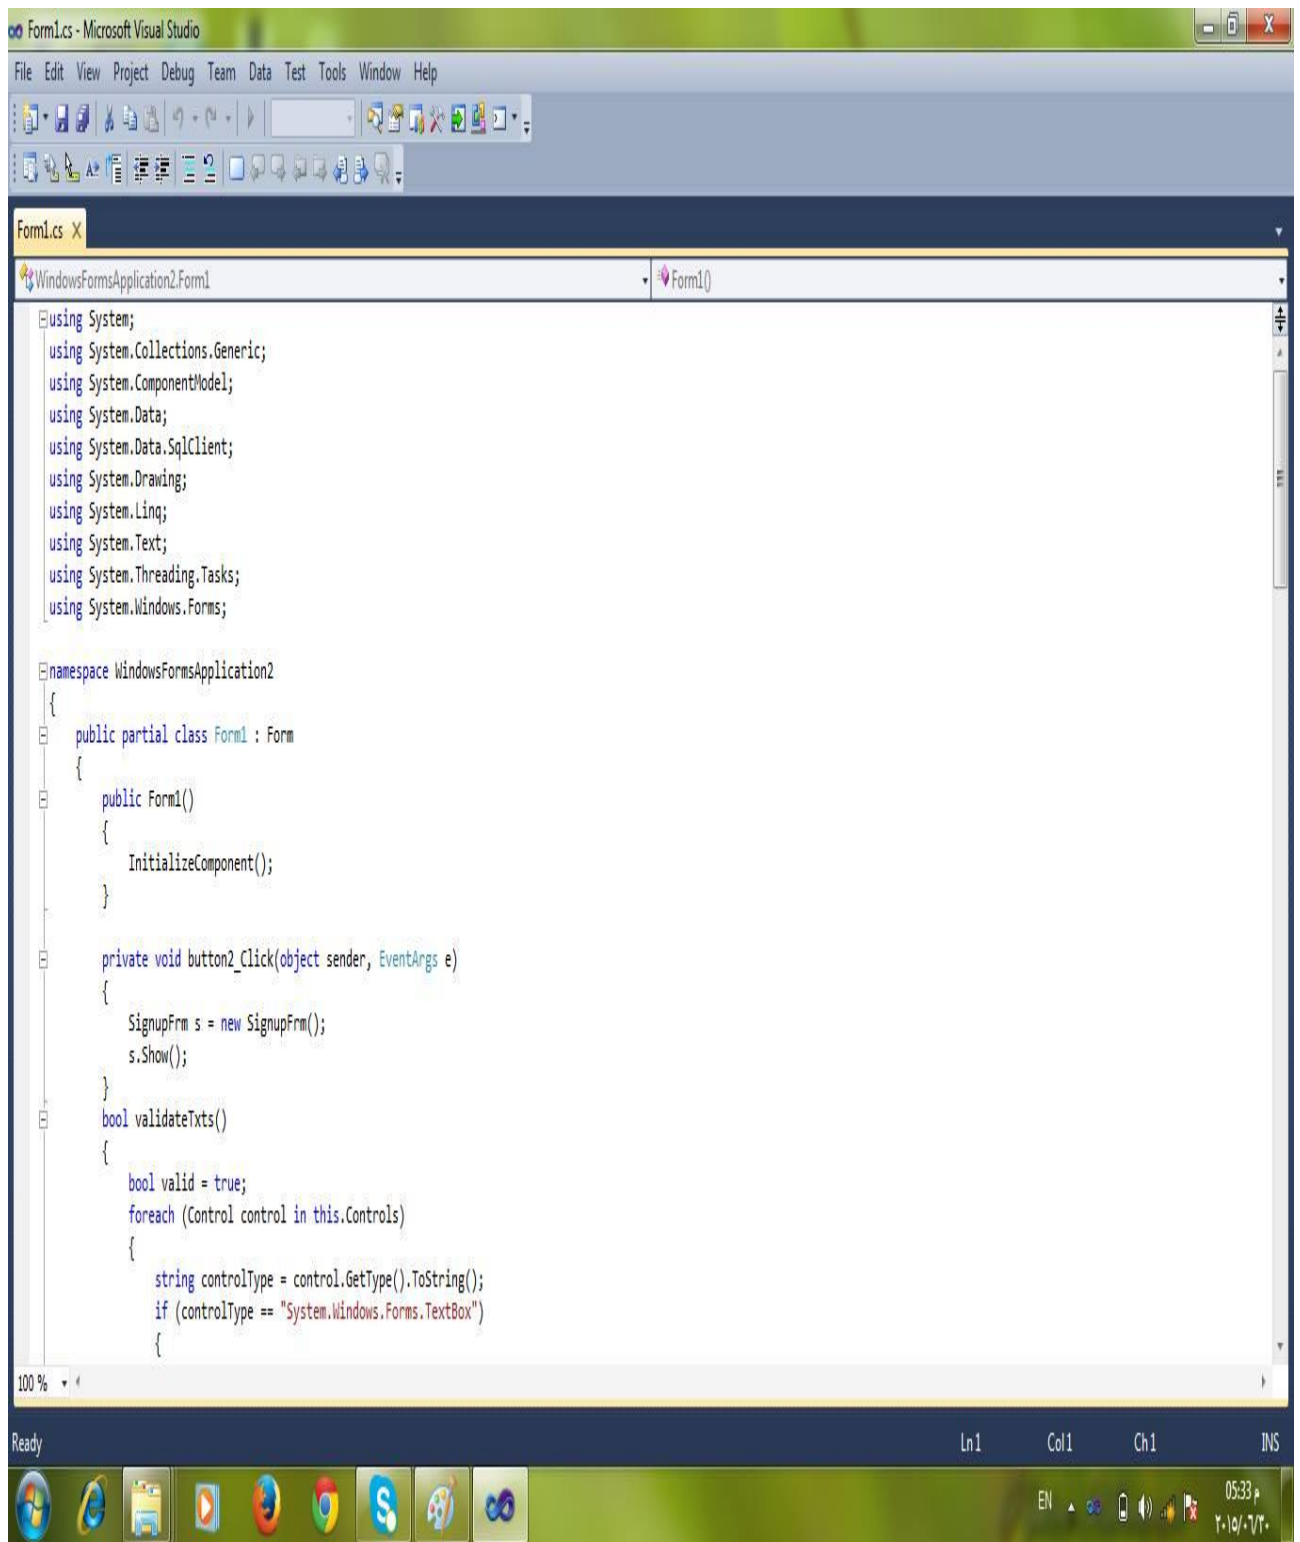 Form1.cs - Microsoft Visual Studio
File Edit View Project Debug Team Data Test Tools Window Help
Form1.cs X
WindowsFormsApplication2.Form1 Form1()
using System;
using System.Collections.Generic;
using System.ComponentModel;
using System.Data;
using System.Data.SqlClient;
using System.Drawing;
using System.Linq;
using System.Text;
using System.Threading.Tasks;
using System.Windows.Forms;
namespace WindowsFormsApplication2
{
public partial class Form1 : Form
{
public Form1()
{
InitializeComponent();
}
private void button2_Click(object sender, EventArgs e)
{
SignupFrm s = new SignupFrm();
s.Show();
}
bool validateTxts()
{
bool valid = true;
foreach (Control control in this.Controls)
{
string controlType = control.GetType().ToString();
if (controlType == "System.Windows.Forms.TextBox")
{
100 %
Ready Ln 1 Col 1 Ch 1 INS
EN 05:33 م
٢٠١٥/٠٦/٣٠